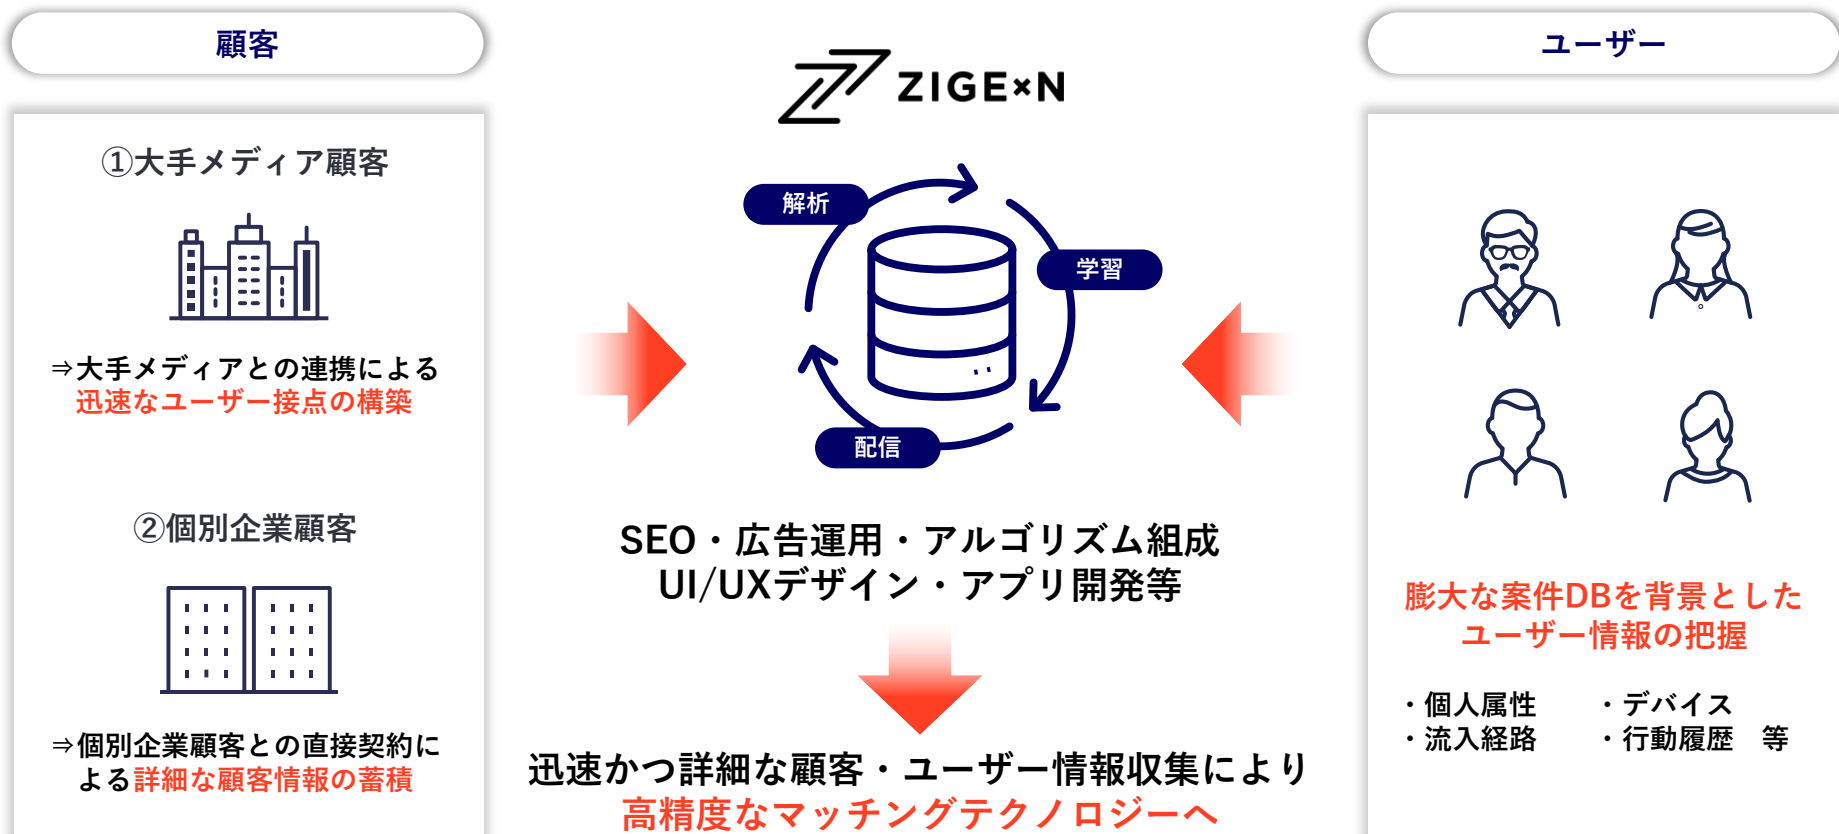 顧客
①大手メディア顧客
⇒大手メディアとの連携による
迅速なユーザー接点の構築
②個別企業顧客
⇒個別企業顧客との直接契約に
よる詳細な顧客情報の蓄積
ZIGE×N
解析
学習
配信
SEO・広告運用・アルゴリズム組成
UI/UXデザイン・アプリ開発等
迅速かつ詳細な顧客・ユーザー情報収集により
高精度なマッチングテクノロジーへ
ユーザー
膨大な案件DBを背景とした
ユーザー情報の把握
・個人属性　・デバイス
・流入経路　・行動履歴　等